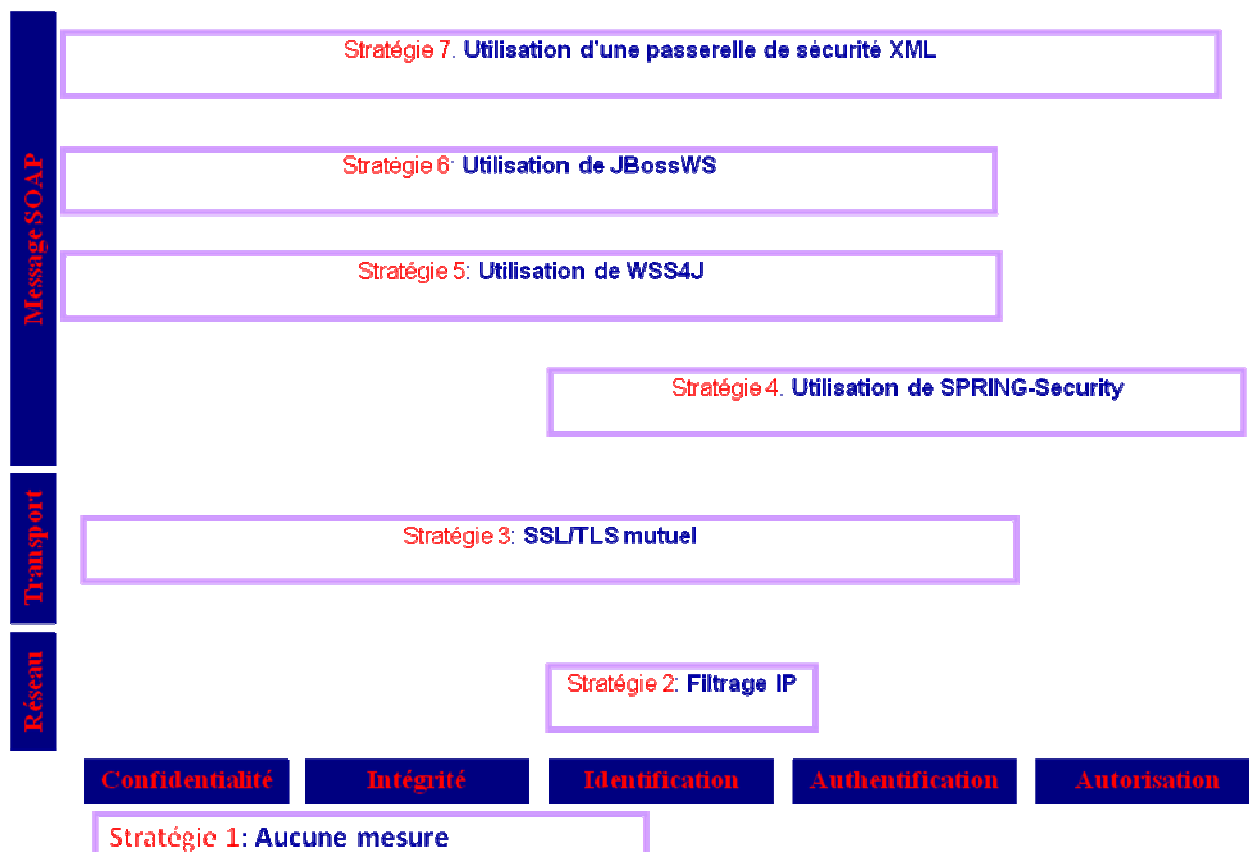 Stratégie 7. Utilisation d'une passerelle de sécurité XML
Stratégie 6: Utilisation de JBossWS
Message SOAP
Stratégie 5: Utilisation de WSS4J
Stratégie 4. Utilisation de SPRING-Security
Transport
Stratégie 3: SSL/TLS mutuel
Réseau
Stratégie 2: Filtrage IP
Confidentialité
Intégrité
Identification
Authentification
Autorisation
Stratégie 1: Aucune mesure